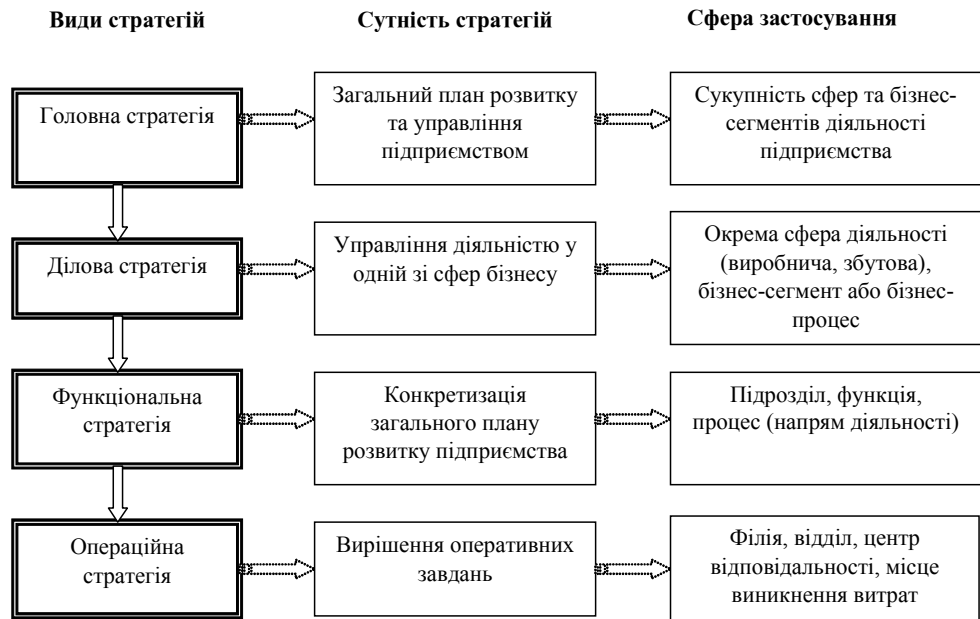 Види стратегій
Сутність стратегій
Сфера застосування
Головна стратегія
Загальний план розвитку
та управління
підприємством
Сукупність сфер та бізнес-
сегментів діяльності
підприємства
Ділова стратегія
Управління діяльністю у
одній зі сфер бізнесу
Окрема сфера діяльності
(виробнича, збутова),
бізнес-сегмент або бізнес-
процес
Функціональна
стратегія
Конкретизація
загального плану
розвитку підприємства
Підрозділ, функція,
процес (напрям діяльності)
Операційна
стратегія
Вирішення оперативних
завдань
Філія, відділ, центр
відповідальності, місце
виникнення витрат